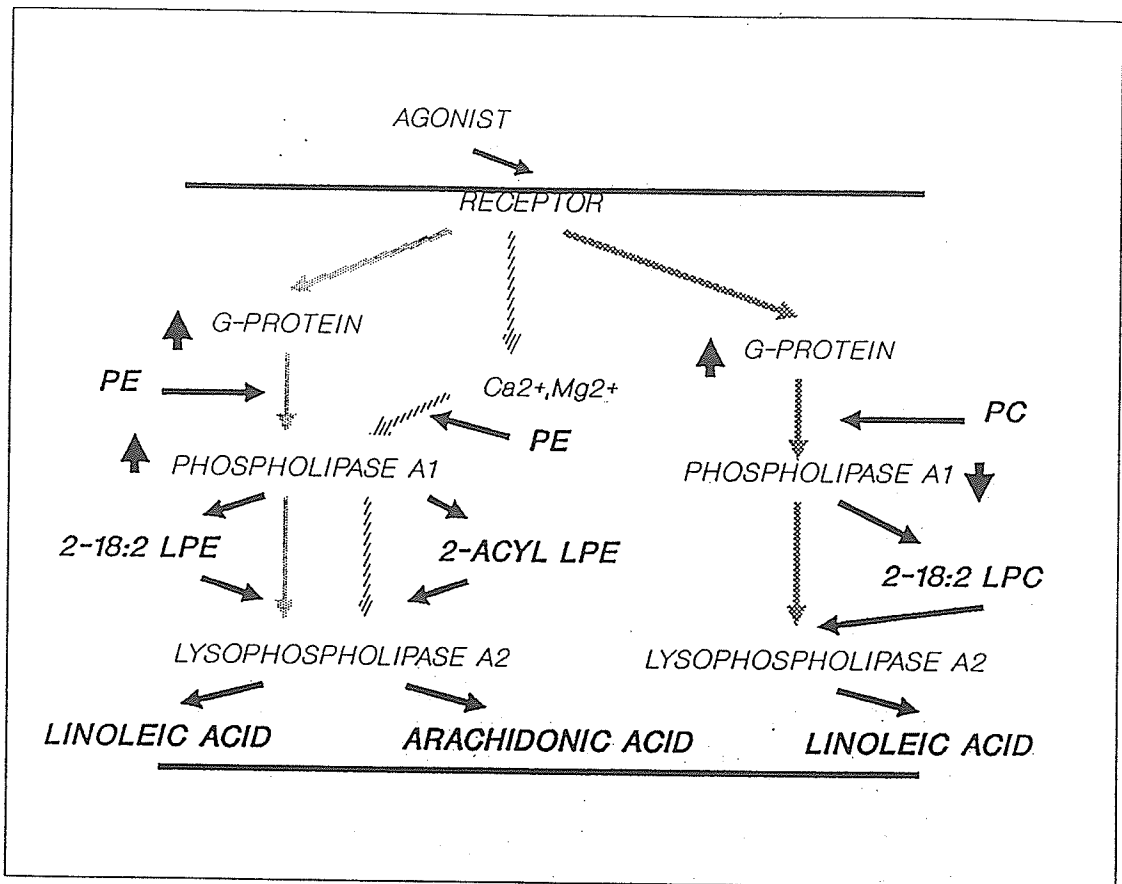 AGONIST
RECEPTOR
G-PROTEIN
G-PROTEIN
PE
Ca2+,Mg2+
PC
PE
PHOSPHOLIPASE A1
PHOSPHOLIPASE A1
2-18:2 LPE
2-ACYL LPE
2-18:2 LPC
LYSOPHOSPHOLIPASE A2
LYSOPHOSPHOLIPASE A2
LINOLEIC ACID
ARACHIDONIC ACID
LINOLEIC ACID